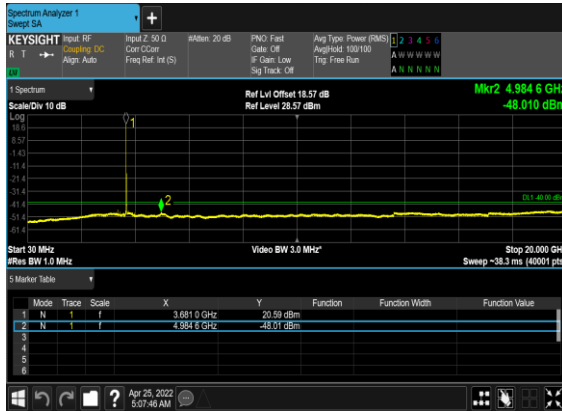 Spectrum Analyzer 1
Swept SA
+
KEYSIGHT
R T
LXI
Input: RF
Coupling: DC
Align: Auto
Input Z: 50 Ω
Corr CCorr
Freq Ref: Int (S)
#Atten: 20 dB
PNO: Fast
Gate: Off
IF Gain: Low
Sig Track: Off
Avg Type: Power (RMS)
Avg|Hold: 100/100
Trig: Free Run
1 2 3 4 5 6
A W W W W W
A N N N N N
1 Spectrum
Scale/Div 10 dB
Ref Lvl Offset 18.57 dB
Ref Level 28.57 dBm
Mkr2 4.984 6 GHz
-48.010 dBm
Log
18.6
8.57
-1.43
-11.4
-21.4
-31.4
-41.4
-51.4
-61.4
1
2
DL1 -40.00 dBm
Start 30 MHz
#Res BW 1.0 MHz
Video BW 3.0 MHz*
Stop 20.000 GHz
Sweep ~38.3 ms (40001 pts)
5 Marker Table
Mode Trace Scale X Y Function Function Width Function Value
1 N 1 f 3.681 0 GHz 20.59 dBm
2 N 1 f 4.984 6 GHz -48.01 dBm
3
4
5
6
?
Apr 25, 2022
5:07:46 AM